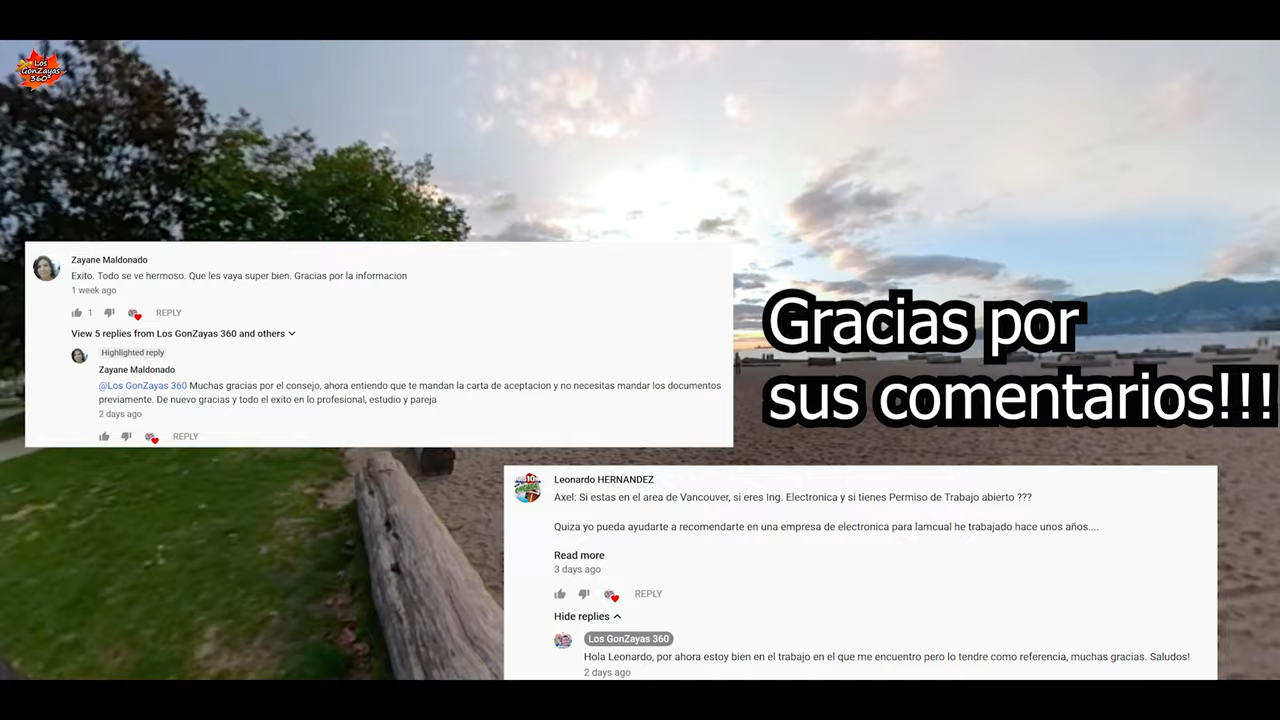 Los
GonZayas
360°
Zayane Maldonado
Exito. Todo se ve hermoso. Que les vaya super bien. Gracias por la informacion
1 week ago
1
REPLY
View 5 replies from Los GonZayas 360 and others
Highlighted reply
Zayane Maldonado
@Los GonZayas 360 Muchas gracias por el consejo, ahora entiendo que te mandan la carta de aceptacion y no necesitas mandar los documentos
previamente. De nuevo gracias y todo el exito en lo profesional, estudio y pareja
2 days ago
REPLY
Gracias por
sus comentarios!!!
Leonardo HERNANDEZ
Axel: Si estas en el area de Vancouver, si eres Ing. Electronica y si tienes Permiso de Trabajo abierto ???
Quiza yo pueda ayudarte a recomendarte en una empresa de electronica para lamcual he trabajado hace unos años....
Read more
3 days ago
REPLY
Hide replies
Los GonZayas 360
Hola Leonardo, por ahora estoy bien en el trabajo en el que me encuentro pero lo tendre como referencia, muchas gracias. Saludos!
2 days ago